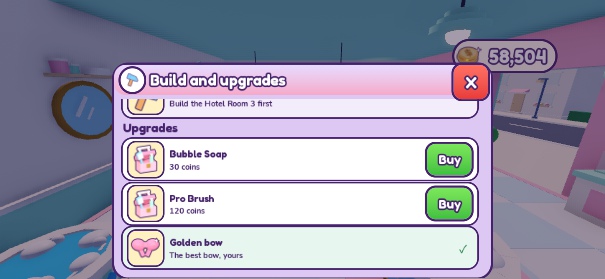 58,504
Build and upgrades
Build the Hotel Room 3 first
Upgrades
Bubble Soap
30 coins
Buy
Pro Brush
120 coins
Buy
Golden bow
The best bow, yours